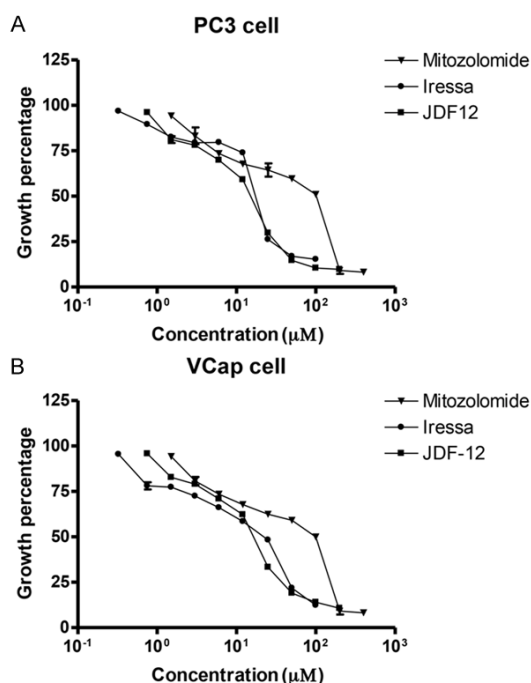 A
PC3 cell
Growth percentage
125
100
75
50
25
0
10⁻¹ 10⁰ 10¹ 10² 10³
Concentration (μM)
Mitozolomide
Iressa
JDF12
B
VCap cell
Growth percentage
125
100
75
50
25
0
10⁻¹ 10⁰ 10¹ 10² 10³
Concentration (μM)
Mitozolomide
Iressa
JDF-12